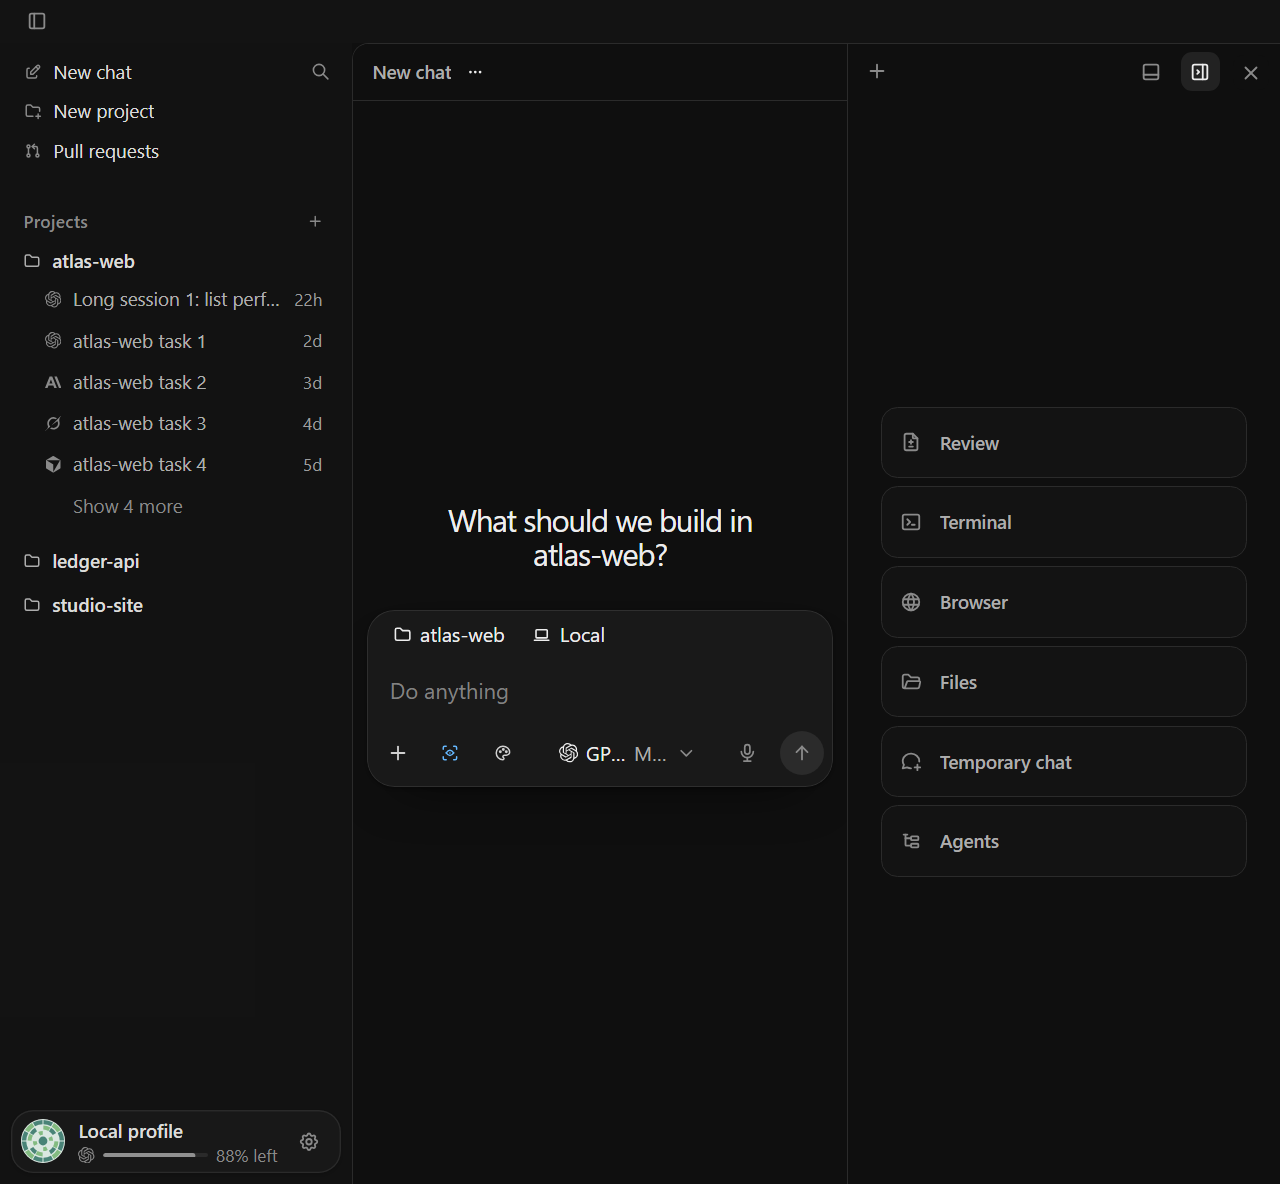 New chat
New project
Pull requests
Projects
atlas-web
Long session 1: list perf... 22h
atlas-web task 1 2d
atlas-web task 2 3d
atlas-web task 3 4d
atlas-web task 4 5d
Show 4 more
ledger-api
studio-site
Local profile
88% left
New chat ...
What should we build in
atlas-web?
atlas-web Local
Do anything
GP... M...
Review
Terminal
Browser
Files
Temporary chat
Agents